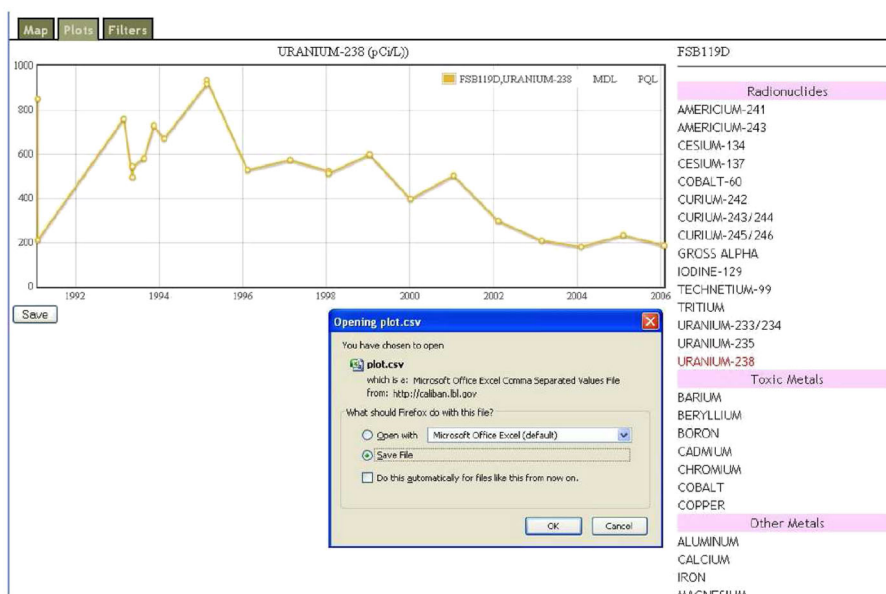 Map Plots Filters
URANIUM-238 (pCi/L))
FSB119D
1000
800
600
400
200
0
FSB119D,URANIUM-238 MDL PQL
1992 1994 1996 1998 2000 2002 2004 2006
Save
Opening plot.csv
You have chosen to open
plot.csv
which is a: Microsoft Office Excel Comma Separated Values File
from: http://caliban.lbl.gov
What should Firefox do with this file?
Open with Microsoft Office Excel (default)
Save File
Do this automatically for files like this from now on.
OK Cancel
Radionuclides
AMERICIUM-241
AMERICIUM-243
CESIUM-134
CESIUM-137
COBALT-60
CURIUM-242
CURIUM-243/244
CURIUM-245/246
GROSS ALPHA
IODINE-129
TECHNETIUM-99
TRITIUM
URANIUM-233/234
URANIUM-235
URANIUM-238
Toxic Metals
BARIUM
BERYLLIUM
BORON
CADMIUM
CHROMIUM
COBALT
COPPER
Other Metals
ALUMINUM
CALCIUM
IRON